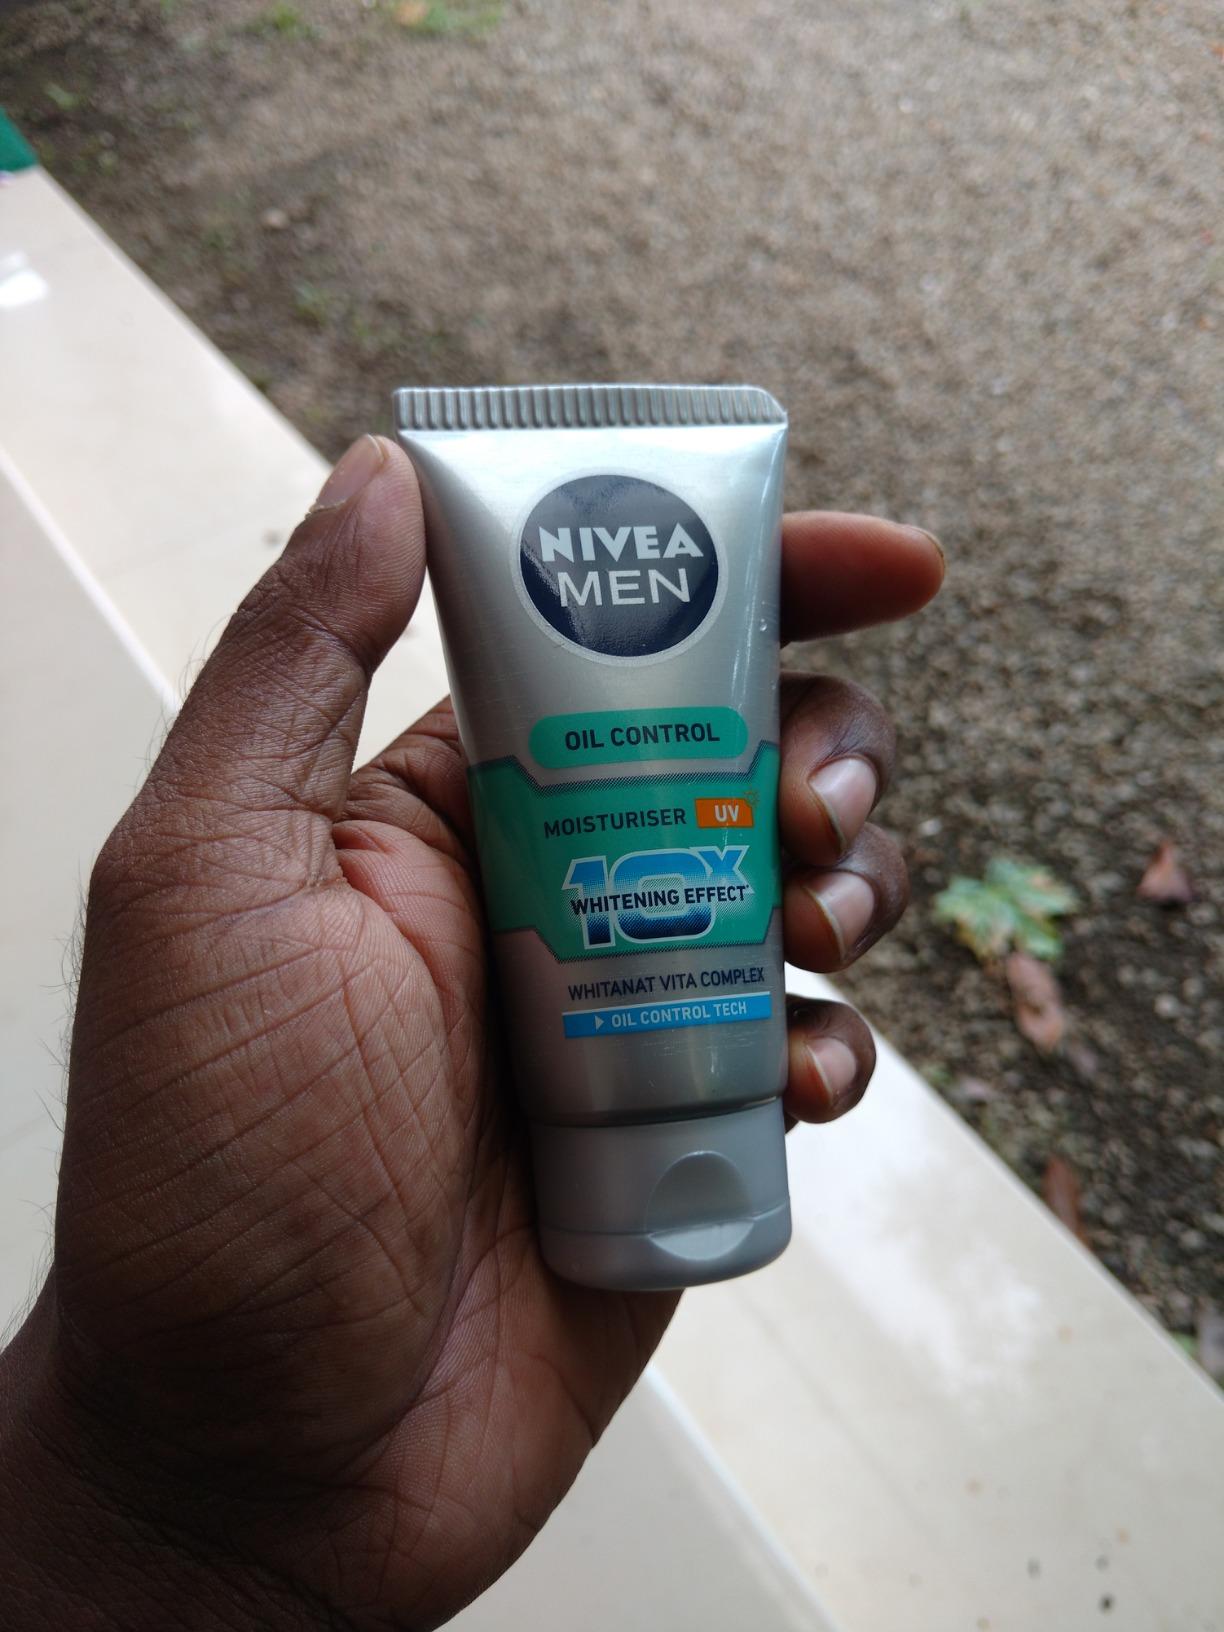 NIVEA
MEN
OIL CONTROL
MOISTURISER UV
10X
WHITENING EFFECT*
WHITANAT VITA COMPLEX
OIL CONTROL TECH